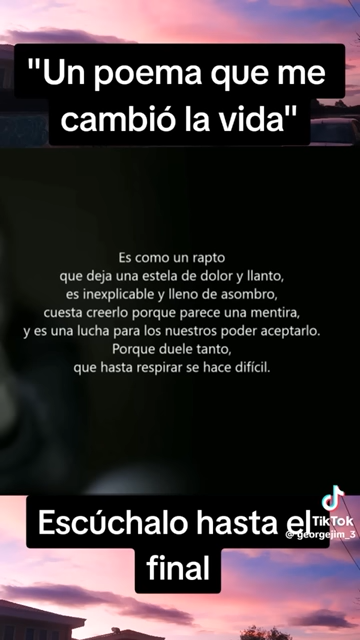 "Un poema que me
cambió la vida"
Es como un rapto
que deja una estela de dolor y llanto,
es inexplicable y lleno de asombro,
cuesta creerlo porque parece una mentira,
y es una lucha para los nuestros poder aceptarlo.
Porque duele tanto,
que hasta respirar se hace difícil.
Escúchalo hasta el
final
TikTok
@georgejim_3